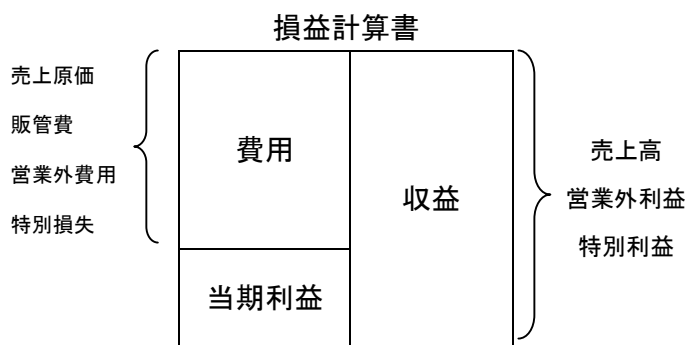 損益計算書
売上原価
販管費
営業外費用
特別損失
費用
当期利益
収益
売上高
営業外利益
特別利益